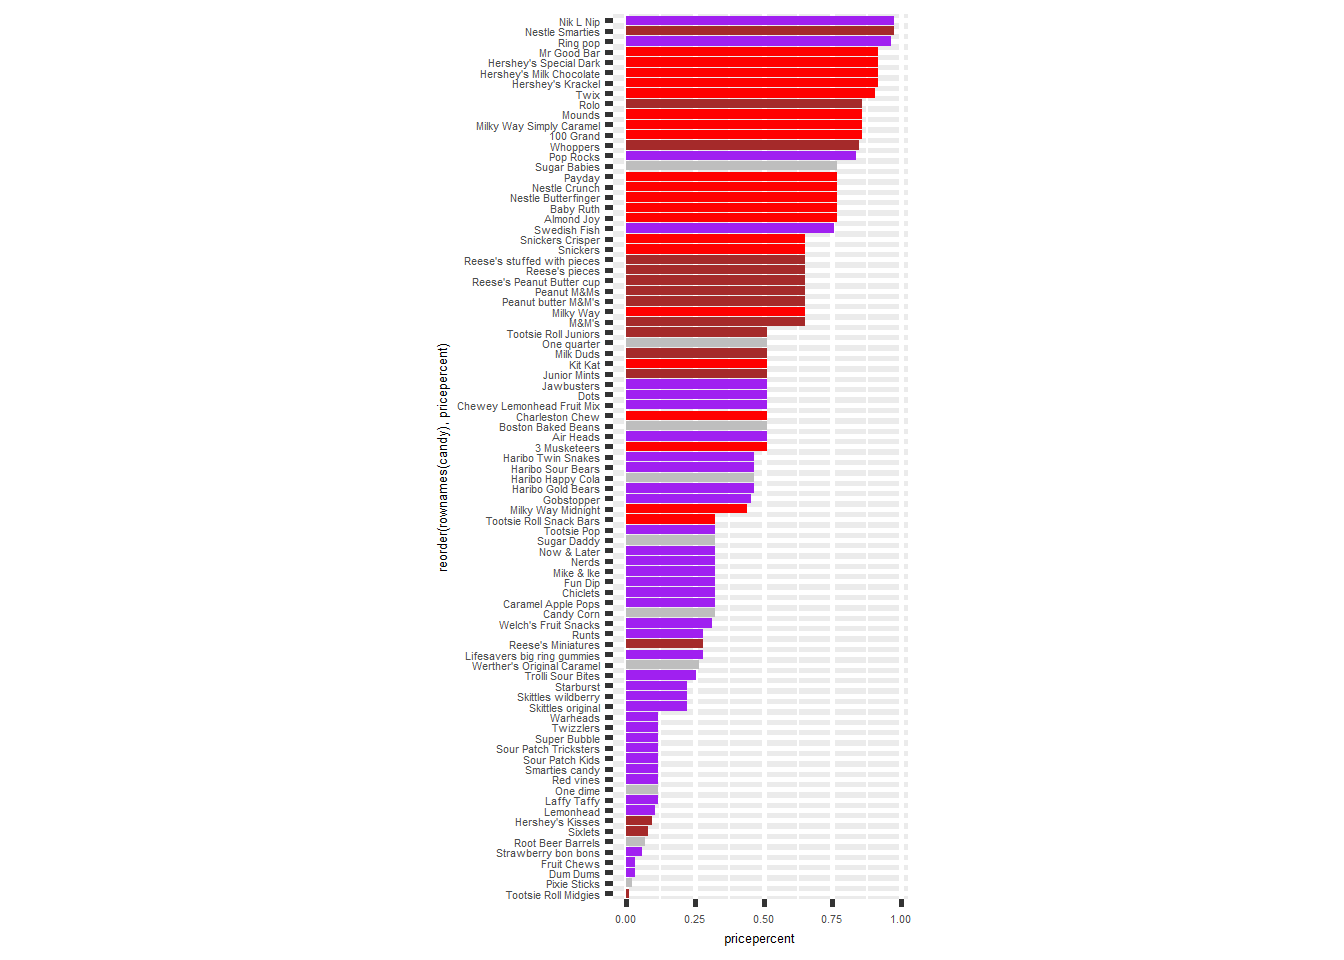 Nik L Nip
Nestle Smarties
Ring pop
Mr Good Bar
Hershey's Special Dark
Hershey's Milk Chocolate
Hershey's Krackel
Twix
Rolo
Mounds
Milky Way Simply Caramel
100 Grand
Whoppers
Pop Rocks
Sugar Babies
Payday
Nestle Crunch
Nestle Butterfinger
Baby Ruth
Almond Joy
Swedish Fish
Snickers Crisper
Snickers
Reese's stuffed with pieces
Reese's pieces
Reese's Peanut Butter cup
Peanut M&Ms
Peanut butter M&M's
Milky Way
M&M's
Tootsie Roll Juniors
One quarter
Milk Duds
Kit Kat
Junior Mints
Jawbusters
Dots
Chewey Lemonhead Fruit Mix
Charleston Chew
Boston Baked Beans
Air Heads
3 Musketeers
Haribo Twin Snakes
Haribo Sour Bears
Haribo Happy Cola
Haribo Gold Bears
Gobstopper
Milky Way Midnight
Tootsie Roll Snack Bars
Tootsie Pop
Sugar Daddy
Now & Later
Nerds
Mike & Ike
Fun Dip
Chiclets
Caramel Apple Pops
Candy Corn
Welch's Fruit Snacks
Runts
Reese's Miniatures
Lifesavers big ring gummies
Werther's Original Caramel
Trolli Sour Bites
Starburst
Skittles wildberry
Skittles original
Warheads
Twizzlers
Super Bubble
Sour Patch Tricksters
Sour Patch Kids
Smarties candy
Red vines
One dime
Laffy Taffy
Lemonhead
Hershey's Kisses
Sixlets
Root Beer Barrels
Strawberry bon bons
Fruit Chews
Dum Dums
Pixie Sticks
Tootsie Roll Midgies
reorder(rownames(candy), pricepercent)
0.00 0.25 0.50 0.75 1.00
pricepercent